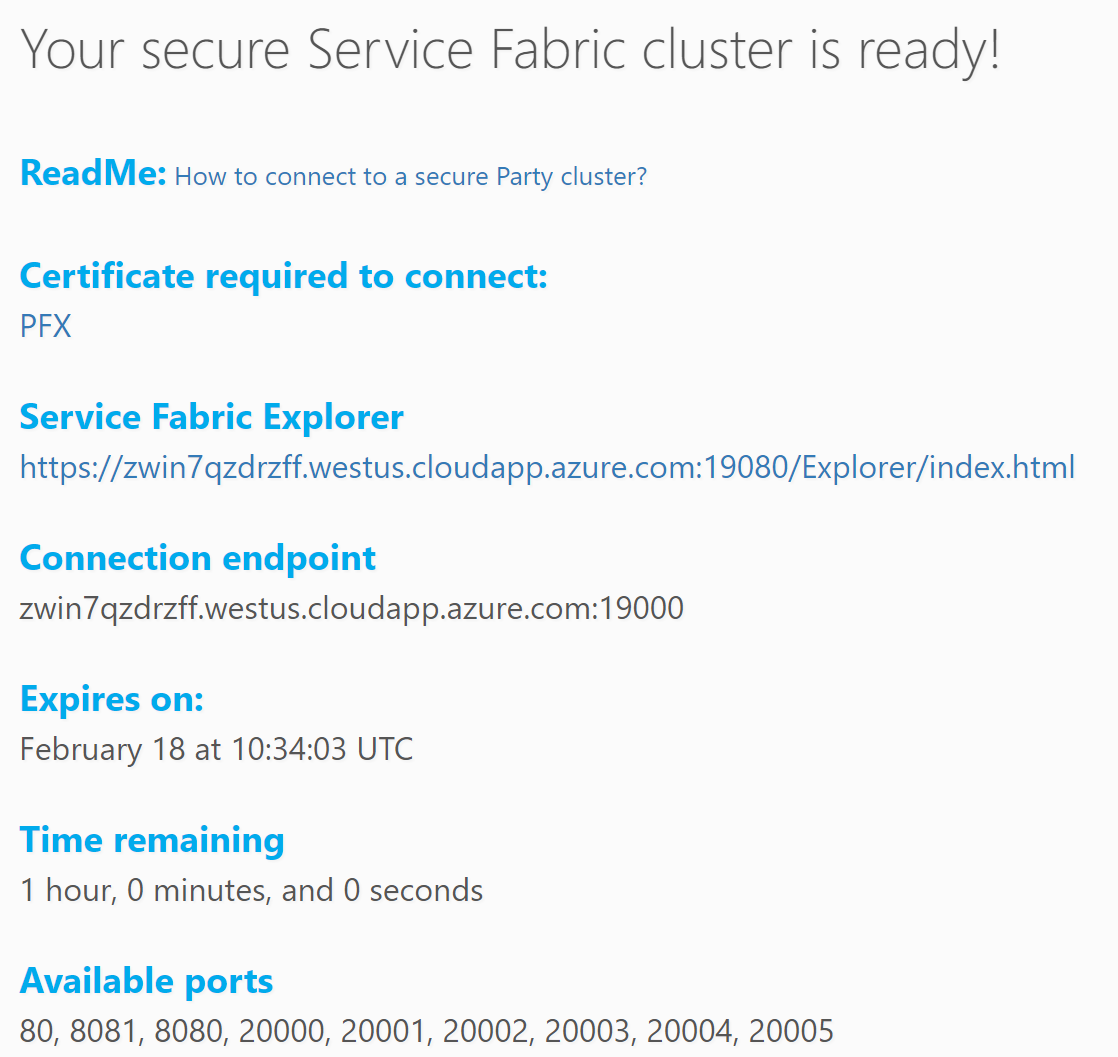 Your secure Service Fabric cluster is ready!
ReadMe: How to connect to a secure Party cluster?
Certificate required to connect:
PFX
Service Fabric Explorer
https://zwin7qzdrzff.westus.cloudapp.azure.com:19080/Explorer/index.html
Connection endpoint
zwin7qzdrzff.westus.cloudapp.azure.com:19000
Expires on:
February 18 at 10:34:03 UTC
Time remaining
1 hour, 0 minutes, and 0 seconds
Available ports
80, 8081, 8080, 20000, 20001, 20002, 20003, 20004, 20005